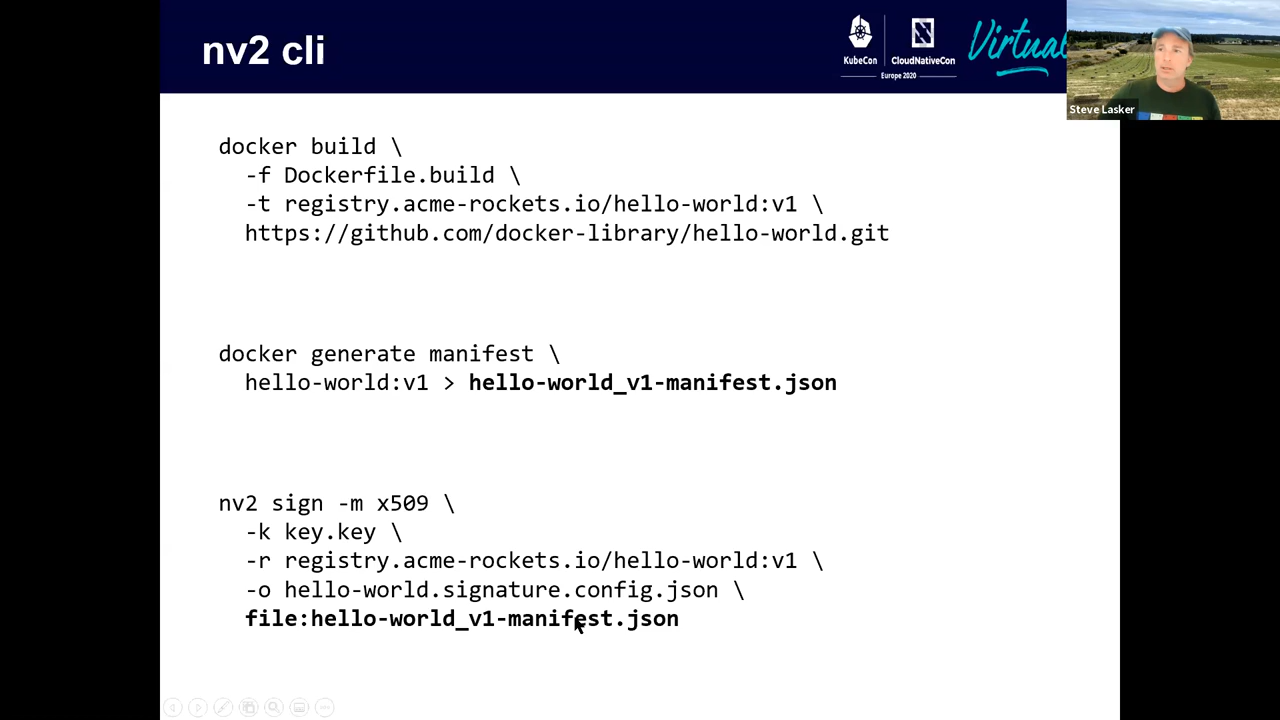 nv2 cli
KubeCon
CloudNativeCon
Europe 2020
Virtual
Steve Lasker
docker build \
-f Dockerfile.build \
-t registry.acme-rockets.io/hello-world:v1 \
https://github.com/docker-library/hello-world.git
docker generate manifest \
hello-world:v1 > hello-world_v1-manifest.json
nv2 sign -m x509 \
-k key.key \
-r registry.acme-rockets.io/hello-world:v1 \
-o hello-world.signature.config.json \
file:hello-world_v1-manifest.json